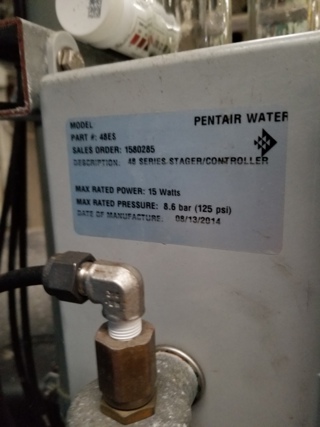 MODEL PENTAIR WATER
PART #: 48ES
SALES ORDER: 1580285
DESCRIPTION: 48 SERIES STAGER/CONTROLLER
MAX RATED POWER: 15 Watts
MAX RATED PRESSURE: 8.6 bar (125 psi)
DATE OF MANUFACTURE: 08/13/2014